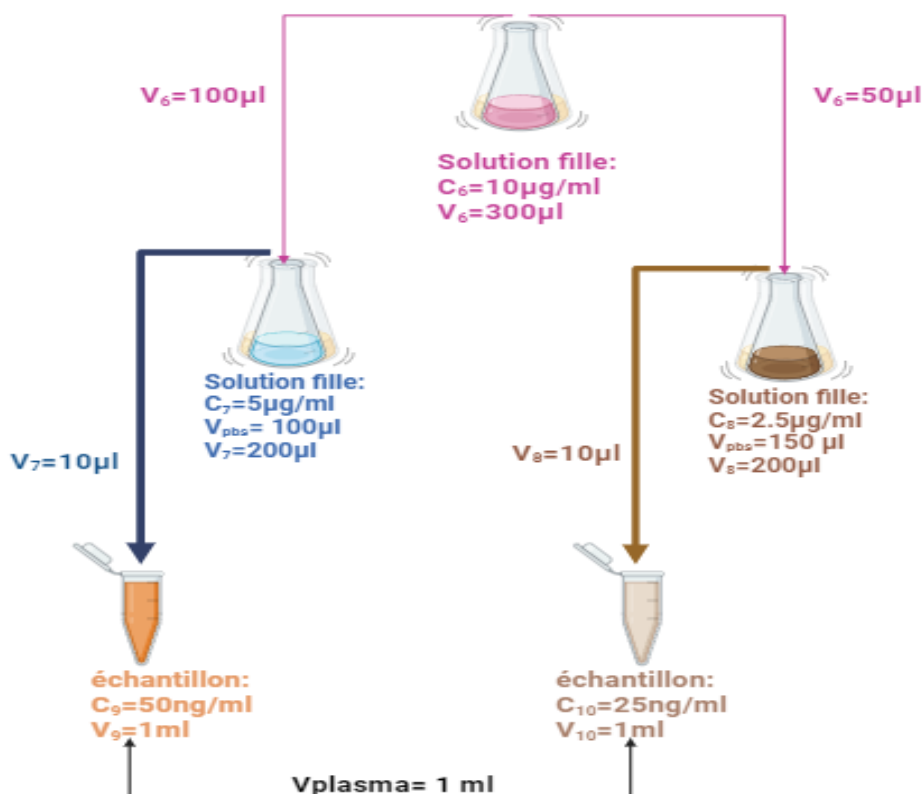 V₆=100µl
V₆=50µl
Solution fille:
C₆=10µg/ml
V₆=300µl
Solution fille:
C₇=5µg/ml
Vₚbₛ= 100µl
V₇=200µl
Solution fille:
C₈=2.5µg/ml
Vₚbₛ=150 µl
V₈=200µl
V₇=10µl
V₈=10µl
échantillon:
C₉=50ng/ml
V₉=1ml
échantillon:
C₁₀=25ng/ml
V₁₀=1ml
Vplasma= 1 ml